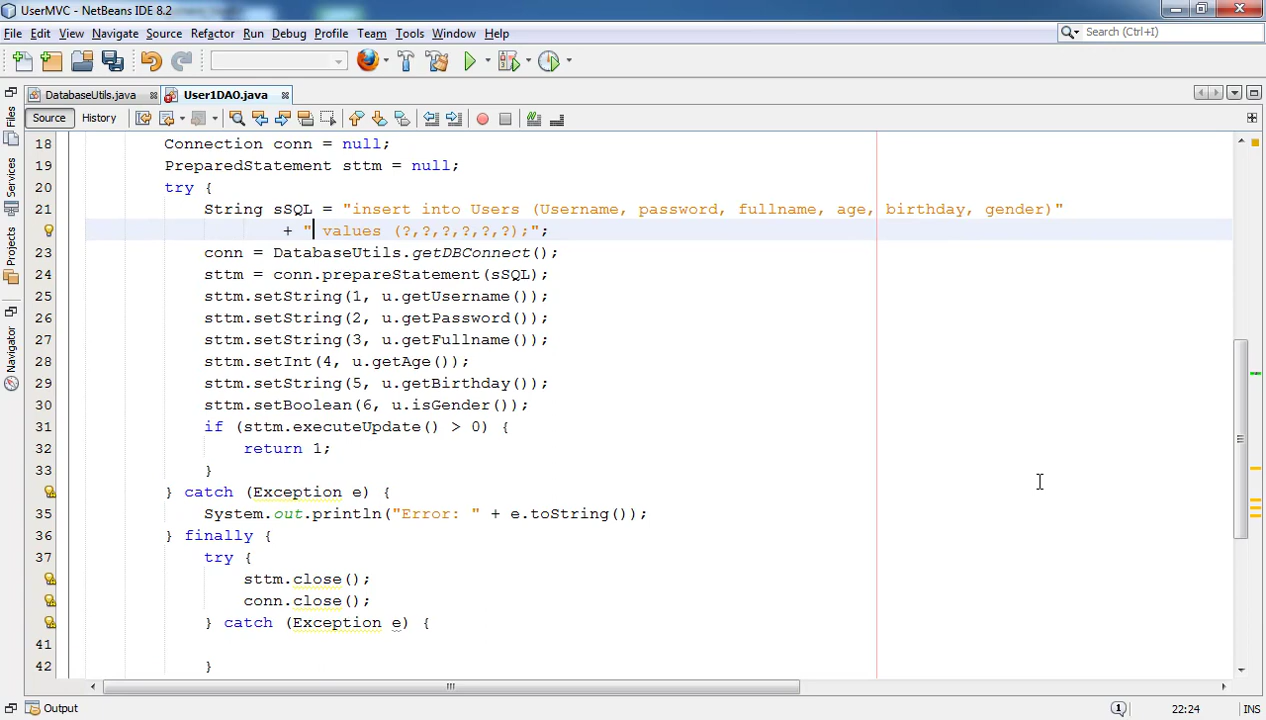 UserMVC - NetBeans IDE 8.2
File Edit View Navigate Source Refactor Run Debug Profile Team Tools Window Help
Search (Ctrl+I)
DatabaseUtils.java User1DAO.java
Source History
Files
Services
Projects
Navigator
18 Connection conn = null;
19 PreparedStatement sttm = null;
20 try {
21 String sSQL = "insert into Users (Username, password, fullname, age, birthday, gender)"
+ " values (?,?,?,?,?,?);";
23 conn = DatabaseUtils.getDBConnect();
24 sttm = conn.prepareStatement(sSQL);
25 sttm.setString(1, u.getUsername());
26 sttm.setString(2, u.getPassword());
27 sttm.setString(3, u.getFullname());
28 sttm.setInt(4, u.getAge());
29 sttm.setString(5, u.getBirthday());
30 sttm.setBoolean(6, u.isGender());
31 if (sttm.executeUpdate() > 0) {
32 return 1;
33 }
} catch (Exception e) {
35 System.out.println("Error: " + e.toString());
36 } finally {
37 try {
sttm.close();
conn.close();
} catch (Exception e) {
41
42 }
Output
1
22:24
INS